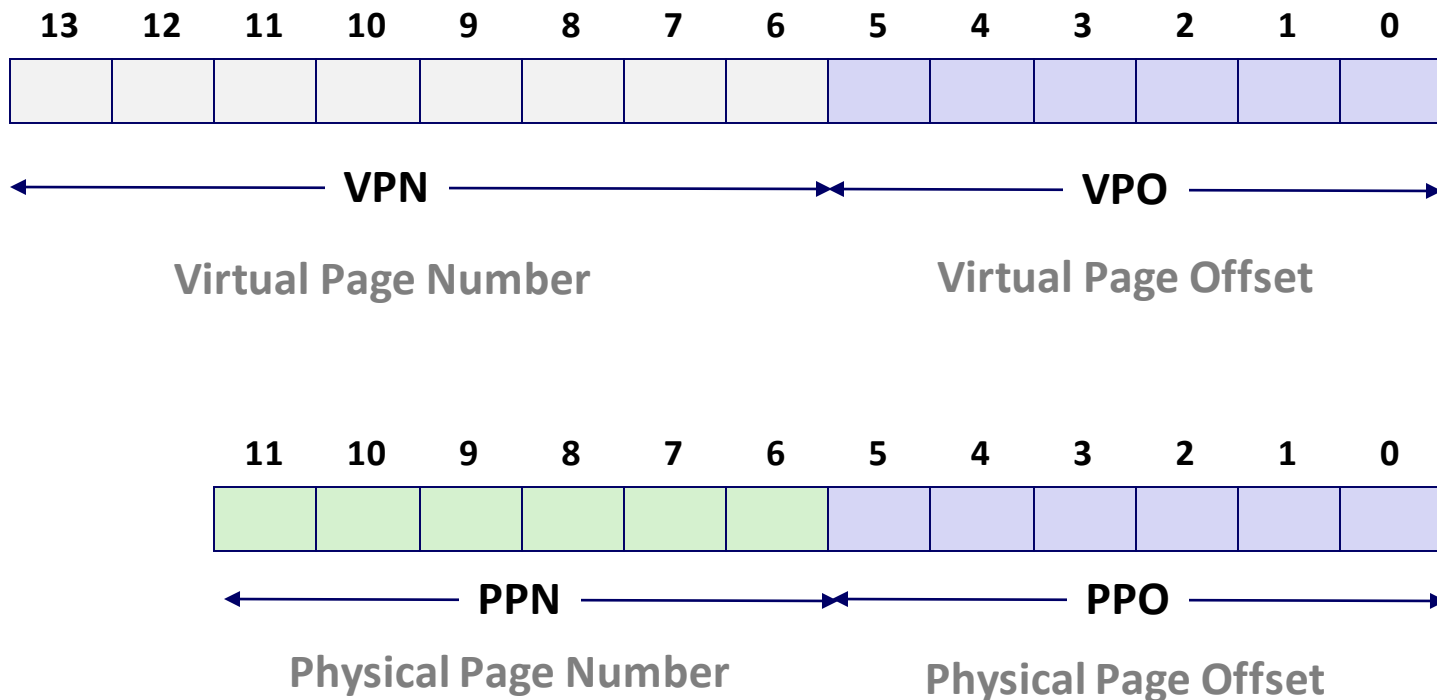 13 12 11 10 9 8 7 6 5 4 3 2 1 0
VPN VPO
Virtual Page Number Virtual Page Offset
11 10 9 8 7 6 5 4 3 2 1 0
PPN PPO
Physical Page Number Physical Page Offset